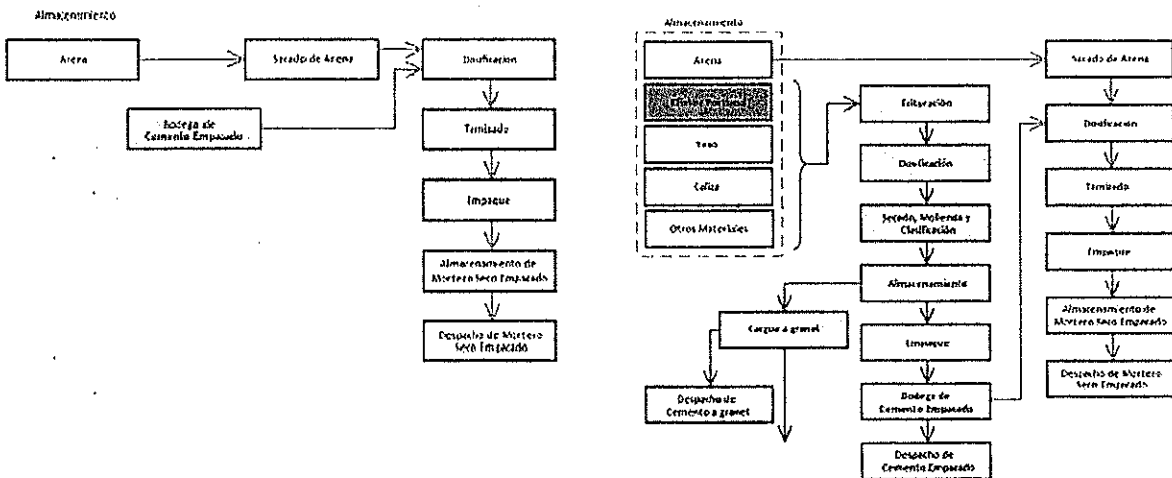 Almacenamiento
Arena
Secado de Arena
Dosificacion
Bodega de
Cemento Empacado
Tamizado
Empaque
Almacenamiento de
Mortero Seco Empacado
Despacho de Mortero
Seco Empacado
Almacenamiento
Arena
Yeso
Caliza
Otros Materiales
Trituración
Dosificación
Secado, Molienda y
Clasificación
Almacenamiento
Cargue a granel
Empaque
Despacho de
Cemento a granel
Bodega de
Cemento Empacado
Despacho de
Cemento Empacado
Secado de Arena
Dosificación
Tamizado
Empaque
Almacenamiento de
Mortero Seco Empacado
Despacho de Mortero
Seco Empacado